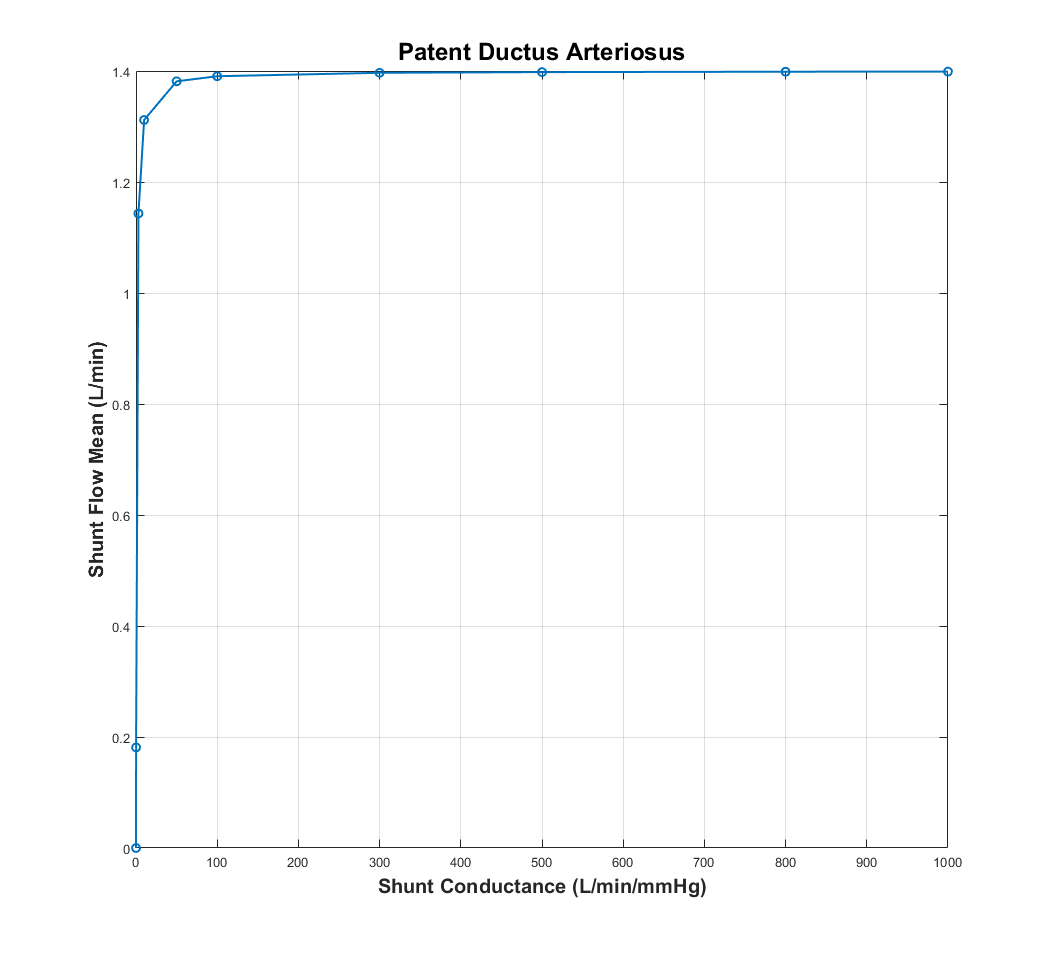 Patent Ductus Arteriosus
1.4
1.2
1
0.8
0.6
0.4
0.2
0
Shunt Flow Mean (L/min)
0 100 200 300 400 500 600 700 800 900 1000
Shunt Conductance (L/min/mmHg)